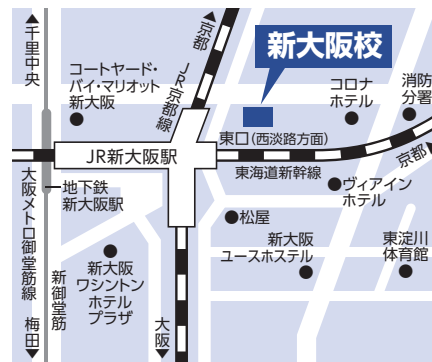 千里中央
京都
新大阪校
コートヤード・
バイ・マリオット
新大阪
JR京都線
コロナ
ホテル
消防
分署
東口(西淡路方面)
JR新大阪駅
京都
東海道新幹線
地下鉄
新大阪駅
ヴィアイン
ホテル
松屋
大阪メトロ御堂筋線
新御堂筋
新大阪
ワシントン
ホテル
プラザ
新大阪
ユースホステル
東淀川
体育館
梅田
大阪